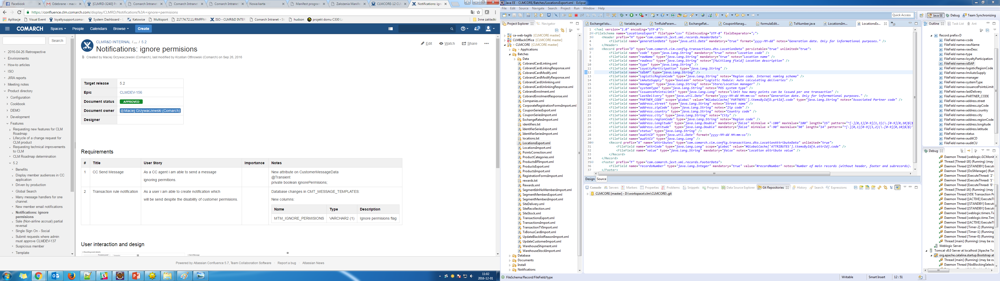 Facebook
Odebrane - macie
[CLMRD-3240] Pr
Comarch Intranet
Comarch Intranet
Comarch Intranet
Nowa karta
Manifest program
Założenia Manife
CLMCORE-12 CLM
Notifications: ign
https://confluence.clm.comarch.com/display/CLMRD/Notifications%3A+ignore+permisions
Aplikacje
Visual Event
loyaltysupport.comar
System Dashboard - L
Katowice
Multisport
217.74.72.11/RMFFMA
ISO - CLMR&D INTER
Comarch Intranet - St
hudson
projekt domu C330 L
Inne zakładki
COMARCH Spaces People Calendars Browse Create
3
Search
2016-04-26 Retrospective
Environments
How-to articles
ISO
JIRA reports
Meeting notes
Product directory
Configuration
Cookbook
DEMO
Development
Features
Requesting new features for CLM
Roadmap
Lifecycle of a change request for
CLM product
Requesting technical improvements
to CLM
CLM Roadmap determination
5.2
Benefits
Display member audiences in CC
application
Driven by production
Global Search
Many message handlers for one
channel.
New member email notifications
Notifications: ignore
permisions
Sale (Non-airline accrual) partial
reversal
Single Sign On - Social
Submit requests where admin
must approve CLMDEV-137
Suspicious member
Template
CLMR&D INTERNAL /... / 5.2
Notifications: ignore permisions
Created by Maciej Grzywaczewski (Comarch), last modified by Krystian Otfinowski (Comarch) on Sep 26, 2016
Edit Watch Share
Target release 5.2
Epic CLMDEV-156
Document status APPROVED
Document owner @Maciej Grzywaczewski (Comarch)
Designer
Requirements
# Title User Story Importance Notes
1 CC Send Message
As a CC agent i am able to send a message
ignoring permitions.
New attribute on CustomerMessageData
@Transient
private boolean ignorePermisions;
2 Transaction rule notification
As a user i am able to create notification which
will be send despite the disability of customer permisions.
Database changes in CMT_MESSAGE_TEMPLATES:
New columns:
Name Type Description
MTM_IGNORE_PERMISIONS VARCHAR2 (1) Ignore permisions flag
User interaction and design
Powered by Atlassian Confluence 5.7, Team Collaboration Software · Report a bug · Atlassian News
11:02
2016-12-01
Java EE - CLMCORE/Batches/LocationsExport.xml - Eclipse
File Edit Source Navigate Search Project Run Window Help
Quick Access
Java EE Debug Team Synchronizing
Project Explorer Navigator
ca-web-taglib [CLMCORE master]
CLMBackOffice [CLMCORE master]
> CLMCORE [CLMCORE master]
> Applications
Batches
Data
CobrandCardLinking.xml
CobrandCardLinkingResponse.xml
CobrandCardModify.xml
CobrandCardModifyResponse.xml
CobrandCardUnlinking.xml
CobrandCardUnlinkingResponse.xml
CobrandEnrolment.xml
CobrandEnrolmentResponse.xml
Companies.xml
CorporateRegistrationFormsImport.xml
CouponSeriesExport.xml
CouponSeriesImport.xml
ExchangeRatesImport.xml
identifiers.txt
IdentifierSeriesExport.xml
IdentifierSeriesImport.xml
locations.txt
LocationsExport.xml
LocationsImport.xml
PointsCorrection.xml
ProductCategories.xml
ProductsBPImport.xml
ProductsExport.xml
ProductsImport.xml
RegistrationFormsImport.xml
rewards.txt
Rewards.xml
SegmentIdnNoMembersImport.xml
SegmentMembersExport.xml
SegmentMembersImport.xml
SiteDelivery.xml
SiteRecollection.xml
SiteStock.xml
TransactionsExport.xml
TransactionsImport.xml
TransactionTVImport.xml
TxBonusCardImport.xml
UpdateBlacklistReasonImport.xml
UpdateCustomerImport.xml
WarehouseShipment.xml
WarehouseStockImport.xml
Database
Documents
Install
Notifications
ExchangeValu... Variable.java TrnRuleParam... ExchangeRat... CouponManag... formulaEdit... ToNumber.java LocationsIm... LocationsEx... »13
1 <?xml version="1.0" encoding="UTF-8"?>
2 <FileSchema name="LocationsExport" fileType="csv" fileEncoding="UTF-8" fieldSeparator=";">
3 <Header prefix="H" type="com.comarch.jext.xml.records.HeaderData">
4 <FileField name="generationDate" type="java.util.Date" mandatory="true" format="yyyy-MM-dd" notes="Generation date. Only for informational purposes." />
5 </Header>
6 <Record prefix="D" type="com.comarch.clm.config.transactions.dto.LocationData" persistable="true" unlimited="true">
7 <FileField name="code" type="java.lang.String" mandatory="true" notes="Location code" />
8 <FileField name="rawName" type="java.lang.String" mandatory="true" notes="Location name" />
9 <FileField name="rawDesc" type="java.lang.String" notes="[Multilang field] Location description" />
10 <FileField name="type" type="java.lang.String" />
11 <FileField name="loyaltyParticipation" type="java.lang.String" />
12 <FileField name="idSAP" type="java.lang.String" />
13 <FileField name="logisticRegionCode" type="java.lang.String" notes="Region code. Internal naming schema" />
14 <FileField name="lmAutoSupply" type="boolean" notes="Logistic Module: Auto calculating deliveries" />
15 <FileField name="manager" type="java.lang.String" notes="Store/Location manager" />
16 <FileField name="systemType" type="java.lang.String" notes="POS system type" />
17 <FileField name="issuancePointsLimit" type="java.lang.Long" notes="Limit how many points can be issued per one transaction" />
18 <FileField name="lastDelivery" type="java.util.Date" format="yyyy-MM-dd HH:mm:ss" notes="Generation date. Only for informational purposes." />
19 <FileField name="PARTNER_CODE" scope="global" value="#GlobalCache['PARTNERS'].itemsById[D.prtId].code" type="java.lang.String" notes="Associated Partner code" />
20 <FileField name="address.street" type="java.lang.String" notes="Street name" />
21 <FileField name="address.zipCode" type="java.lang.String" notes="Zip code" />
22 <FileField name="address.country" type="java.lang.String" notes="Country code" />
23 <FileField name="address.city" type="java.lang.String" notes="City" />
24 <FileField name="address.regionCode" type="java.lang.String" notes="Region code" />
25 <FileField name="address.longitude" type="java.lang.Double" mandatory="false" minValue ="-180" maxValue="180" length="15" pattern="^[-]{0,1}[0-9]{1,3}(\.[0-9]{0,10}$|$
26 <FileField name="address.latitude" type="java.lang.Double" mandatory="false" minValue ="-90" maxValue="90" length="14" pattern="^[-]{0,1}[0-9]{1,2}(\.[0-9]{0,10}$|$)"
27 <FileField name="status" type="java.lang.String" />
28 <FileField name="auditCD" type="java.util.Date" format="yyyy-MM-dd HH:mm:ss"/>
29 <FileField name="auditCU" type="java.lang.Long" />
30 <Record prefix="A" name="attributes" type="com.comarch.clm.config.transactions.dto.LocationAttributeData" unlimited="true">
31 <FileField name="attrCode" type="java.lang.Long" scope="global" value="#GlobalCache['ATTRIBUTES'].itemsById[A.attrId].code" />
32 <FileField name="value" type="java.lang.String" mandatory="false" notes="Location attribute value" />
33 </Record>
34 </Record>
35 <Footer prefix="F" type="com.comarch.jext.xml.records.FooterData">
36 <FileField name="recordsNumber" type="java.lang.Integer" mandatory="true" value="#recordNumber" notes="Number of main records (without header, footer and subrecords).
37 </Footer>
Design Source
Console Servers Markers Properties Problems Snippets Progress Data Source Explorer Git Repositories History Search Expressions
CLMCORE [master] - D:\workspace\clm\CLMCORE\.git
Outline Task List Ant
Record prefix=D
FileField name=code
FileField name=rawName
FileField name=rawDesc
FileField name=type
FileField name=loyaltyParticipation
FileField name=idSAP
FileField name=logisticRegionCode
FileField name=lmAutoSupply
FileField name=manager
FileField name=systemType
FileField name=issuancePointsLimit
FileField name=lastDelivery
FileField name=PARTNER_CODE
FileField name=address.street
FileField name=address.zipCode
FileField name=address.country
FileField name=address.city
FileField name=address.regionCode
FileField name=address.longitude
FileField name=address.latitude
FileField name=status
FileField name=auditCD
FileField name=auditCU
Debug
Daemon Thread [weblogic.GCMonit
Thread [Thread-18] (Running) (may
Daemon Thread [[STANDBY] Execut
Daemon Thread [DoSManager] (Run
Daemon Thread [ExecuteThread: '2'
Daemon Thread [ExecuteThread: '1'
Daemon Thread [ExecuteThread: '0'
Thread [Thread-16] (Running) (may
Daemon Thread [VDE Transaction Pr
Daemon Thread [[ACTIVE] ExecuteTh
Daemon Thread [[STANDBY] Execut
Daemon Thread [[STANDBY] Execut
Daemon Thread [weblogic.timers.Ti
Daemon Thread [weblogic.time.Tim
Daemon Thread [[ACTIVE] ExecuteTh
Daemon Thread [Timer-2] (Running
Daemon Thread [Timer-1] (Running
Daemon Thread [Timer-0] (Running
Thread [main] (Running) (may be ou
Weblogic Server
Tomcat v8.0 Server at localhost [Apache To
org.apache.catalina.startup.Bootstrap at
Thread [main] (Running) (may be ou
Daemon Thread [NioBlockingSelecto
FileSchema/Record/FileField/type
Writable Smart Insert 12 : 51